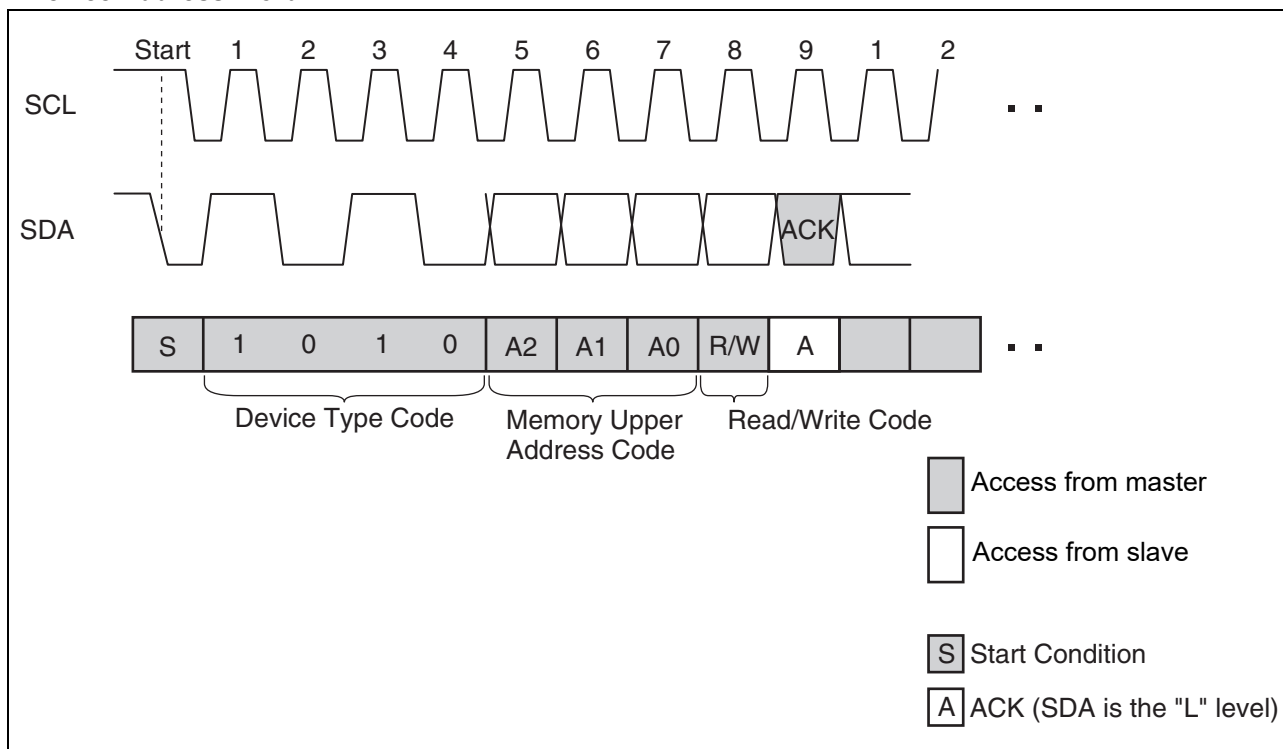 Start 1 2 3 4 5 6 7 8 9 1 2
SCL
SDA
ACK
S 1 0 1 0 A2 A1 A0 R/W A
Device Type Code
Memory Upper
Address Code
Read/Write Code
Access from master
Access from slave
S Start Condition
A ACK (SDA is the "L" level)